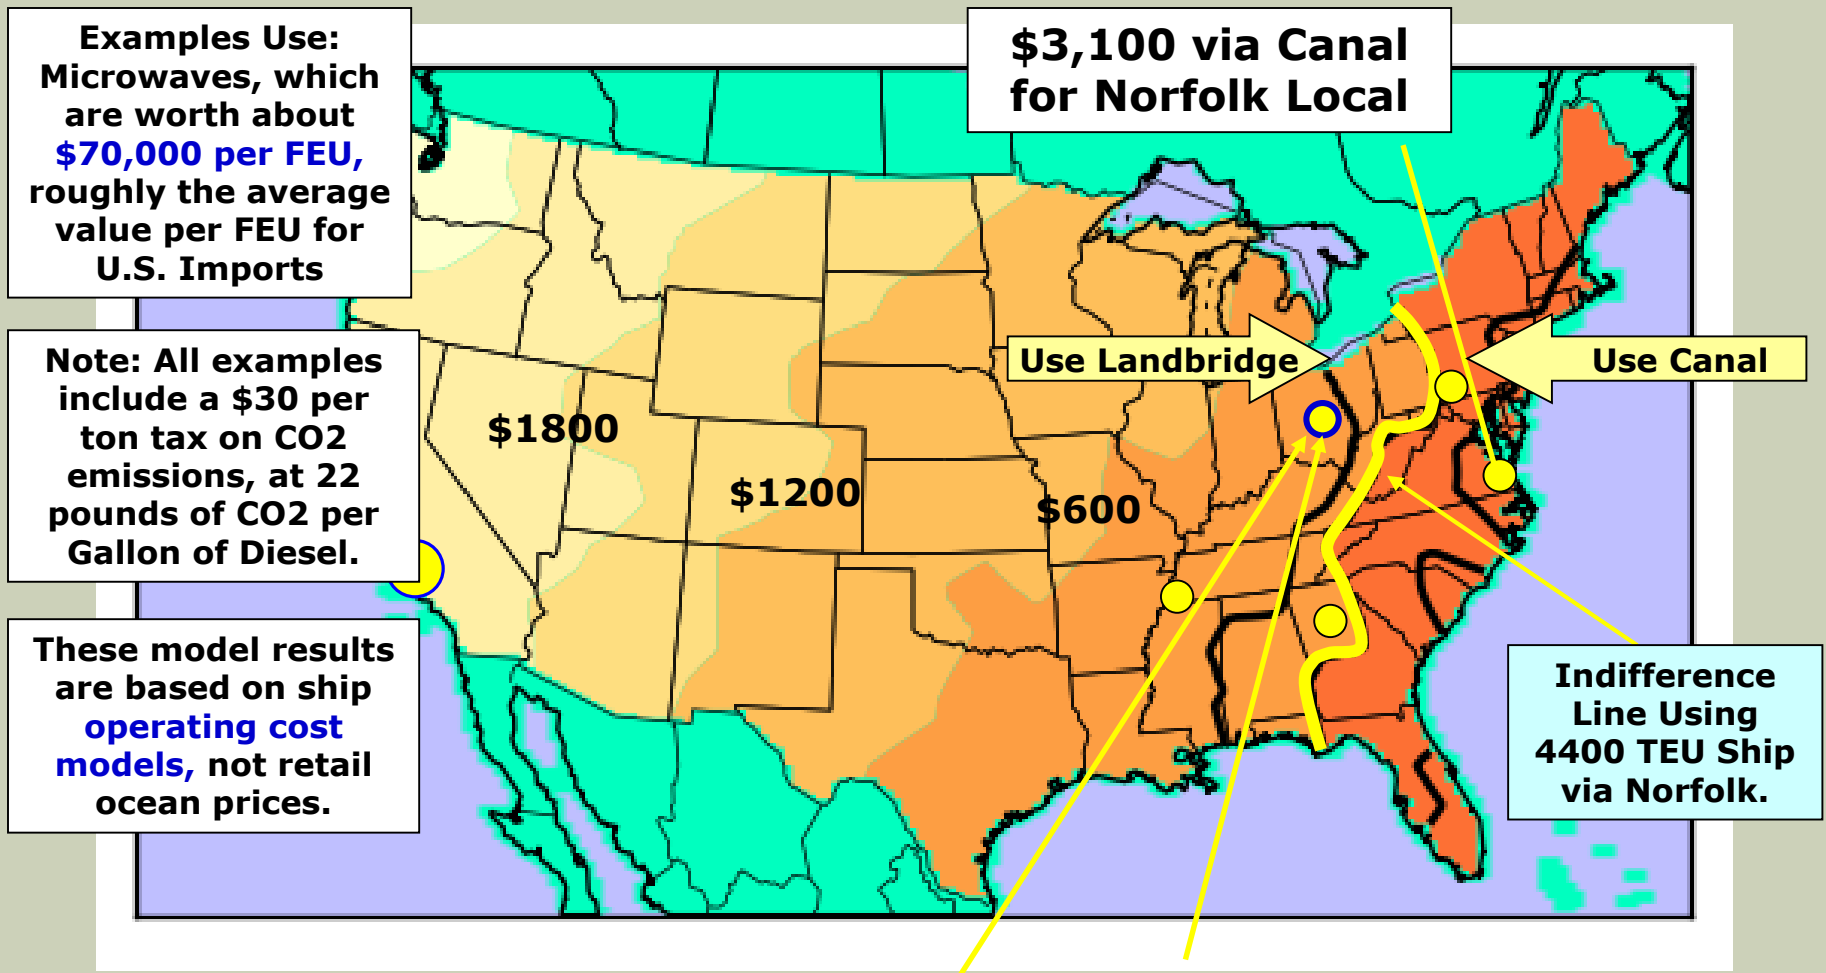 Examples Use:
Microwaves, which
are worth about
$70,000 per FEU,
roughly the average
value per FEU for
U.S. Imports
$3,100 via Canal
for Norfolk Local
Note: All examples
include a $30 per
ton tax on CO2
emissions, at 22
pounds of CO2 per
Gallon of Diesel.
Use Landbridge
Use Canal
$1800
$1200
$600
These model results
are based on ship
operating cost
models, not retail
ocean prices.
Indifference
Line Using
4400 TEU Ship
via Norfolk.